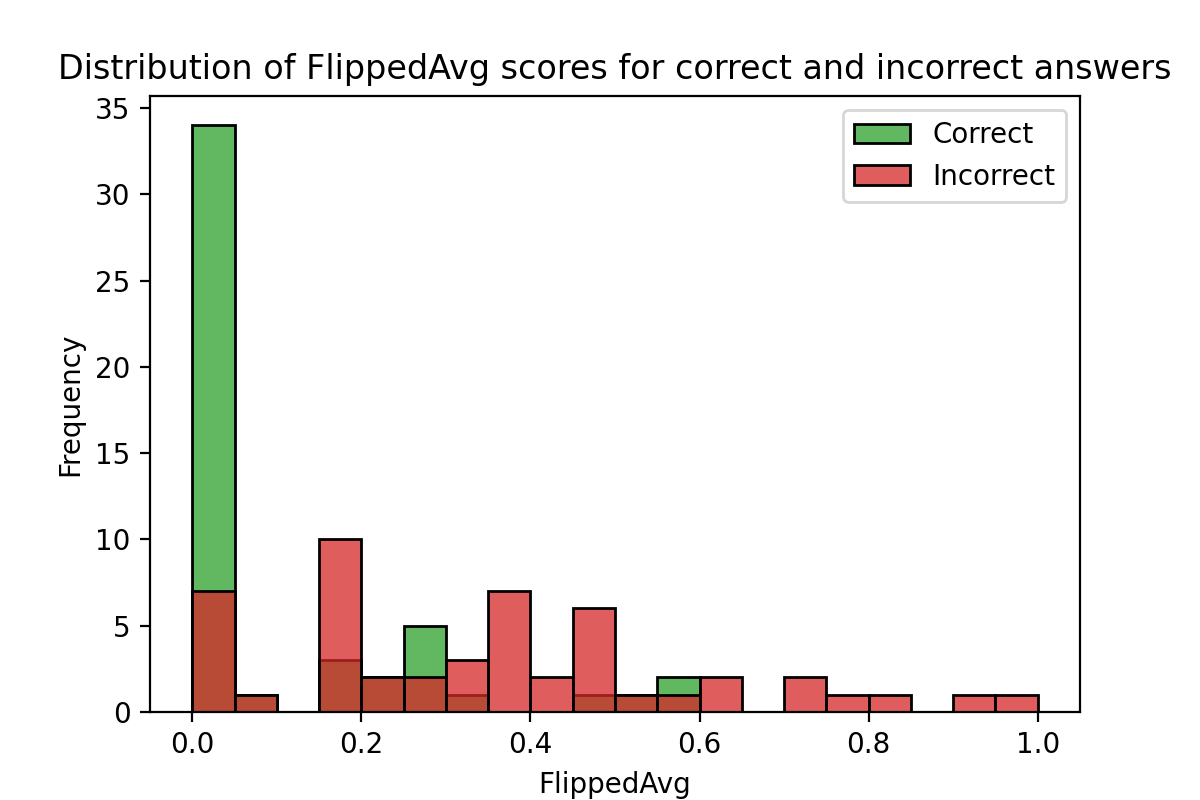 Distribution of FlippedAvg scores for correct and incorrect answers
Correct
Incorrect
Frequency
35
30
25
20
15
10
5
0
0.0 0.2 0.4 0.6 0.8 1.0
FlippedAvg